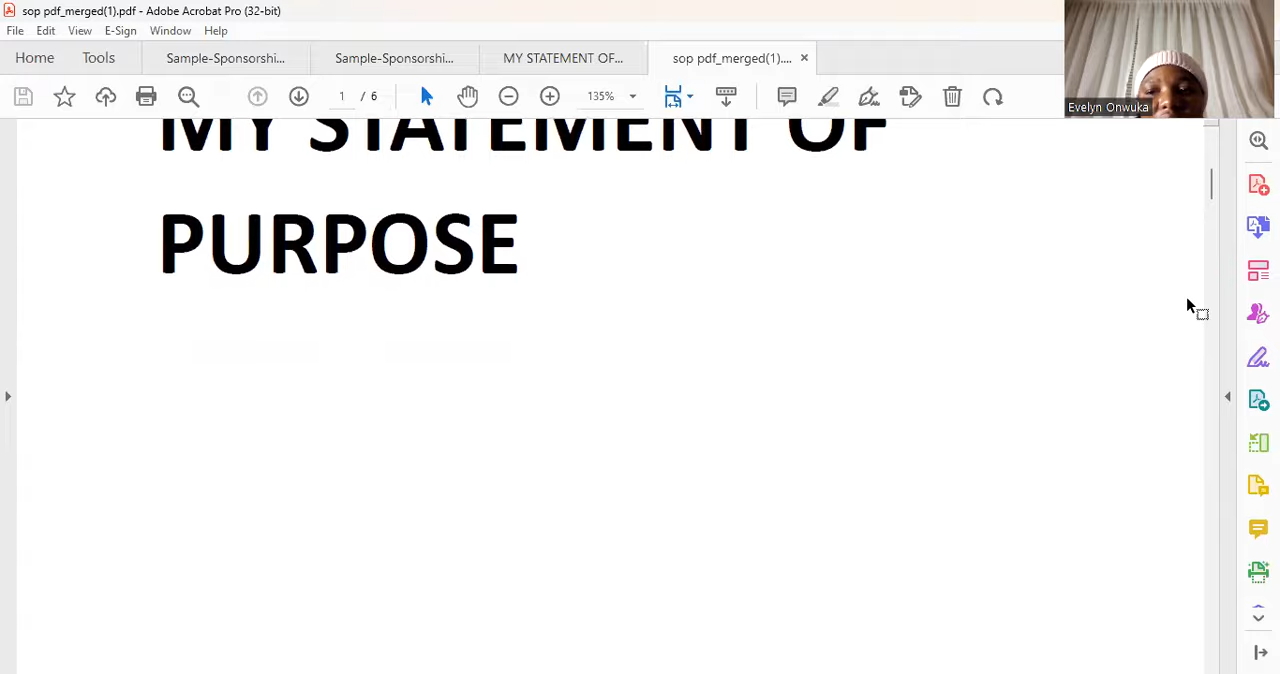 sop pdf_merged(1).pdf - Adobe Acrobat Pro (32-bit)
File Edit View E-Sign Window Help
Home Tools Sample-Sponsorshi... Sample-Sponsorshi... MY STATEMENT OF... sop pdf_merged(1).... ×
1 / 6 135%
Evelyn Onwuka
MY STATEMENT OF
PURPOSE